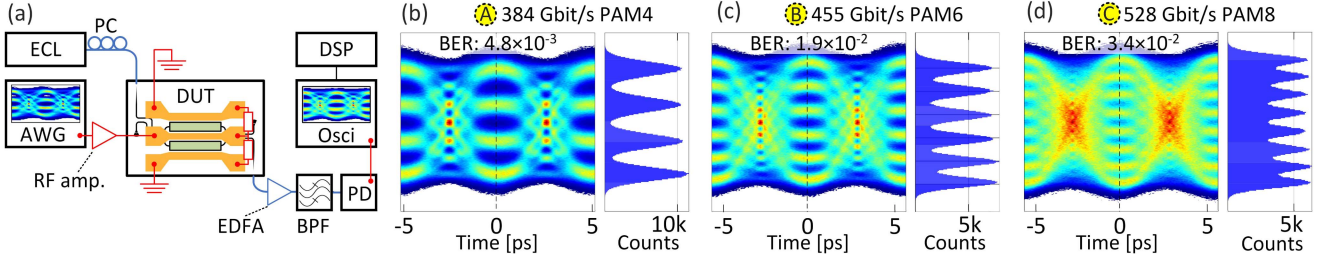 (a)
ECL
PC
DSP
AWG
DUT
Osci
RF amp.
EDFA
BPF
PD
(b)
A 384 Gbit/s PAM4
BER: 4.8×10⁻³
-5 0 5
Time [ps]
10k
Counts
(c)
B 455 Gbit/s PAM6
BER: 1.9×10⁻²
-5 0 5
Time [ps]
5k
Counts
(d)
C 528 Gbit/s PAM8
BER: 3.4×10⁻²
-5 0 5
Time [ps]
5k
Counts